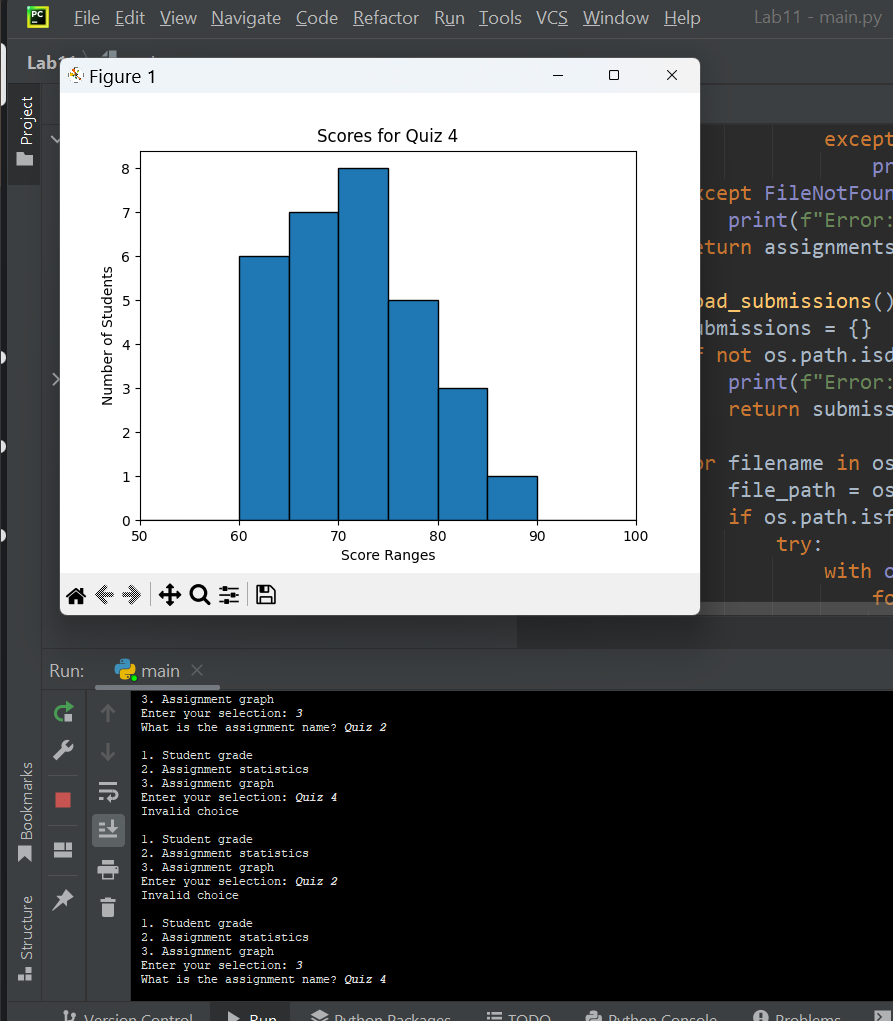 PC
File Edit View Navigate Code Refactor Run Tools VCS Window Help Lab11 - main.py
Figure 1
Project
Scores for Quiz 4
8
7
6
5
4
3
2
1
0
Number of Students
50 60 70 80 90 100
Score Ranges
except
pr
cept FileNotFoun
print(f"Error:
eturn assignments
oad_submissions()
ubmissions = {}
f not os.path.isd
print(f"Error:
return submiss
or filename in os
file_path = os
if os.path.isf
try:
with o
fo
Run: main
3. Assignment graph
Enter your selection: 3
What is the assignment name? Quiz 2
1. Student grade
2. Assignment statistics
3. Assignment graph
Enter your selection: Quiz 4
Invalid choice
1. Student grade
2. Assignment statistics
3. Assignment graph
Enter your selection: Quiz 2
Invalid choice
1. Student grade
2. Assignment statistics
3. Assignment graph
Enter your selection: 3
What is the assignment name? Quiz 4
Bookmarks
Structure
Version Control Run Python Packages TODO Python Console Problems